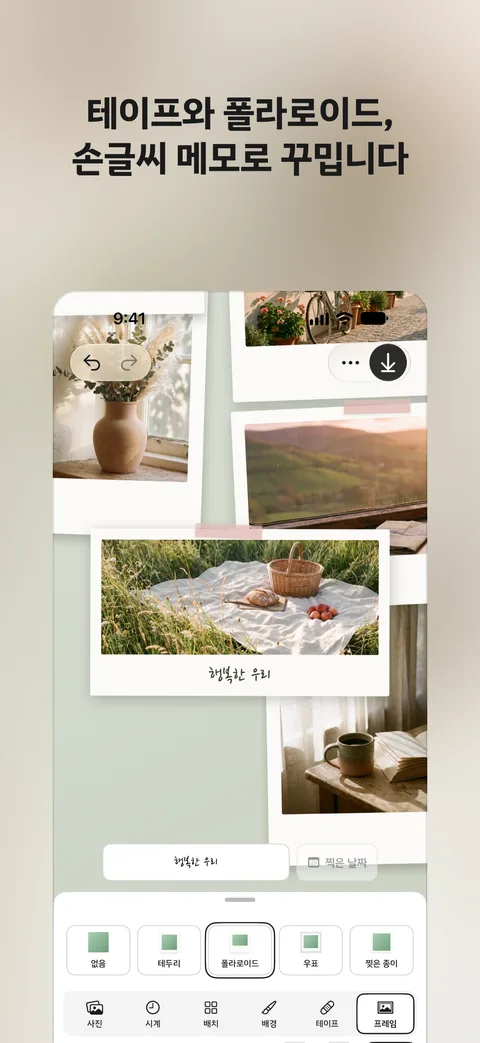 테이프와 폴라로이드,
손글씨 메모로 꾸밉니다
9:41
행복한 우리
행복한 우리
찍은 날짜
없음
테두리
폴라로이드
우표
찢은 종이
사진
시계
배치
배경
테이프
프레임